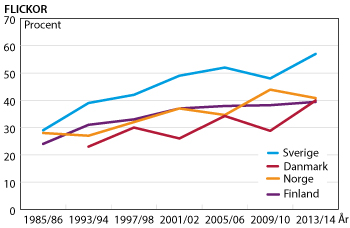 FLICKOR
70
Procent
60
50
40
30
20
10
0
Sverige
Danmark
Norge
Finland
1985/86 1993/94 1997/98 2001/02 2005/06 2009/10 2013/14 År